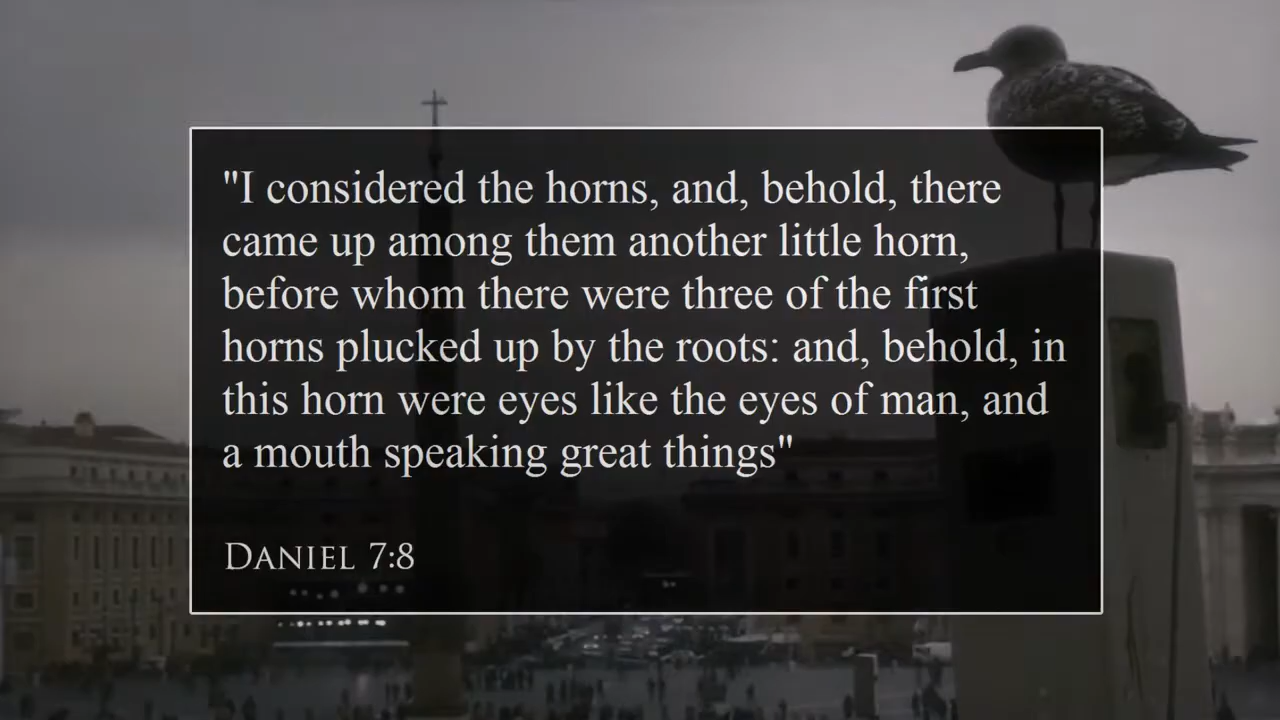 "I considered the horns, and, behold, there
came up among them another little horn,
before whom there were three of the first
horns plucked up by the roots: and, behold, in
this horn were eyes like the eyes of man, and
a mouth speaking great things"
DANIEL 7:8